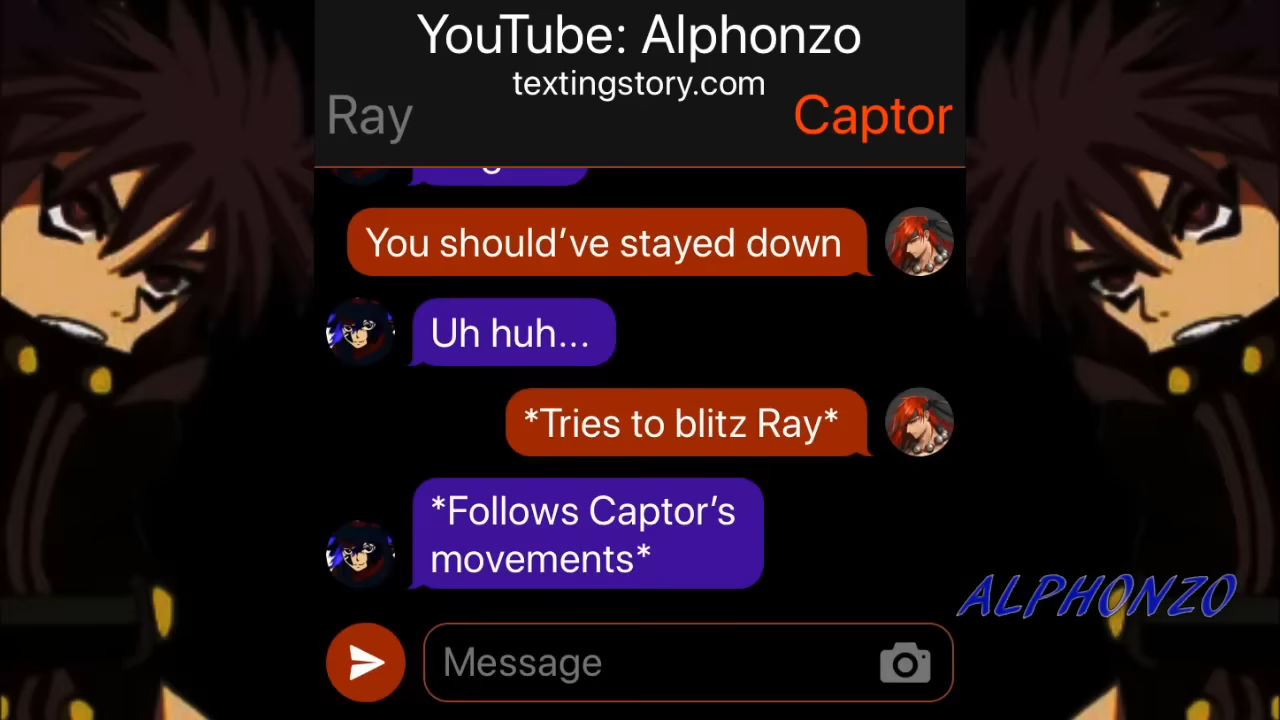 YouTube: Alphonzo
textingstory.com
Ray
Captor
You should’ve stayed down
Uh huh...
*Tries to blitz Ray*
*Follows Captor’s
movements*
ALPHONZO
Message